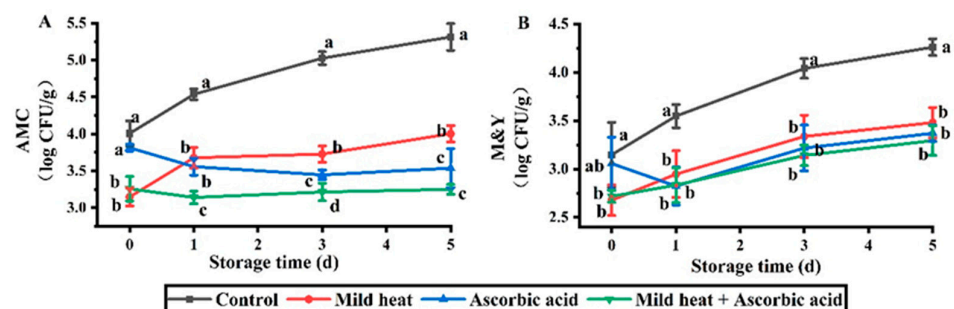 A
B
AMC
(log CFU/g)
5.5
5.0
4.5
4.0
3.5
3.0
a
a
a
a
a
b
b
b
b
b
b
c
c
c
d
c
0 1 2 3 4 5
Storage time (d)
M&Y
(log CFU/g)
4.5
4.0
3.5
3.0
2.5
a
a
a
a
ab
b
b
b
b
b
b
b
b
b
b
b
0 1 2 3 4 5
Storage time (d)
Control Mild heat Ascorbic acid Mild heat + Ascorbic acid